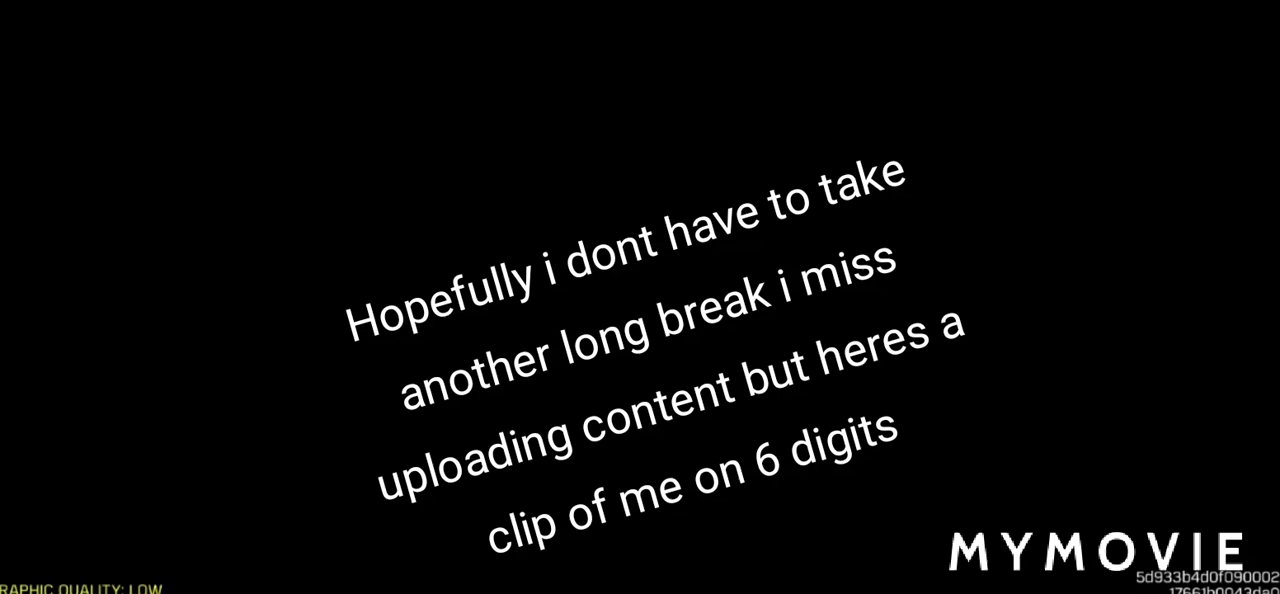 Hopefully i dont have to take
another long break i miss
uploading content but heres a
clip of me on 6 digits
MYMOVIE
5d933b4d0f090002
17661b0043da0
RAPHIC QUALITY: LOW